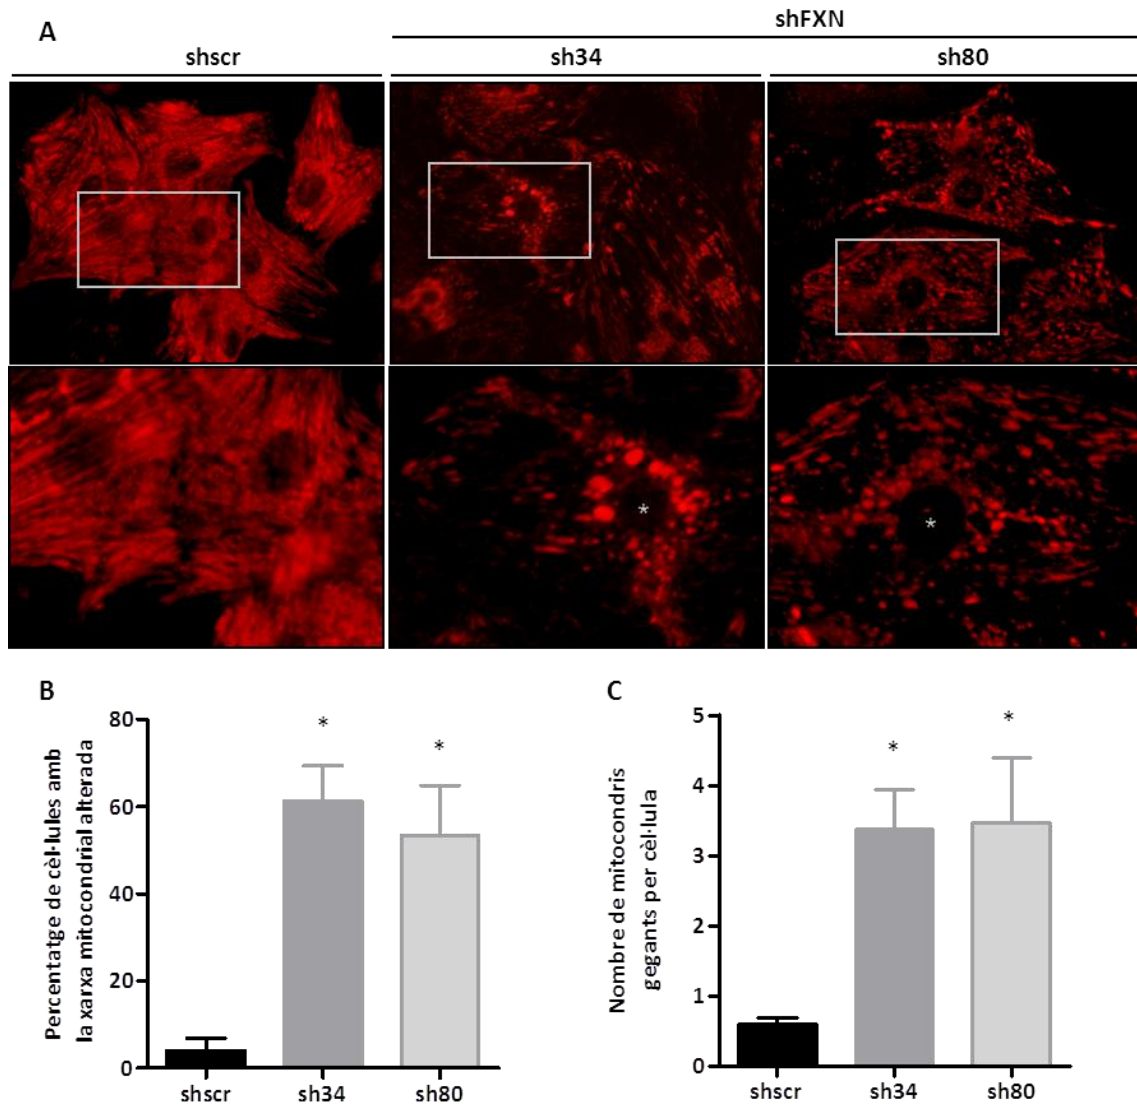 A
shFXN
shscr
sh34
sh80
*
*
B
Percentatge de cèl·lules amb
la xarxa mitocondrial alterada
80
60
40
20
0
*
*
shscr
sh34
sh80
C
Nombre de mitocondris
gegants per cèl·lula
5
4
3
2
1
0
*
*
shscr
sh34
sh80